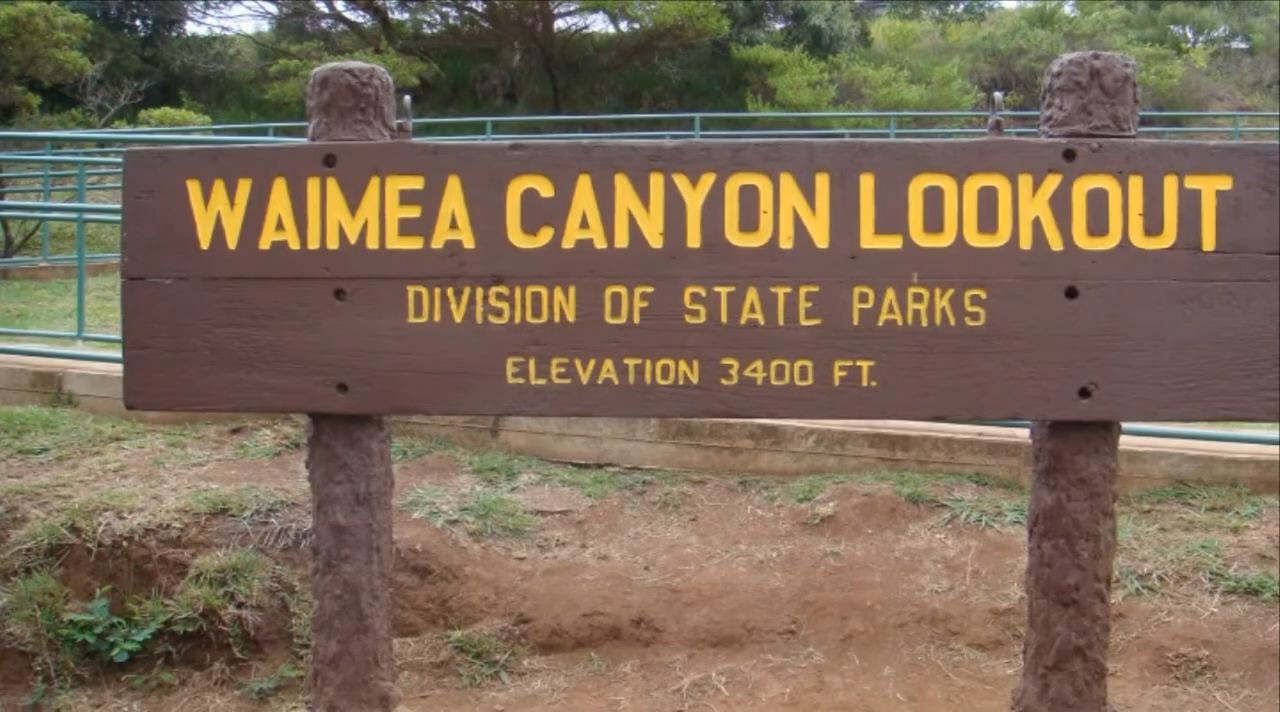 WAIMEA CANYON LOOKOUT
DIVISION OF STATE PARKS
ELEVATION 3400 FT.